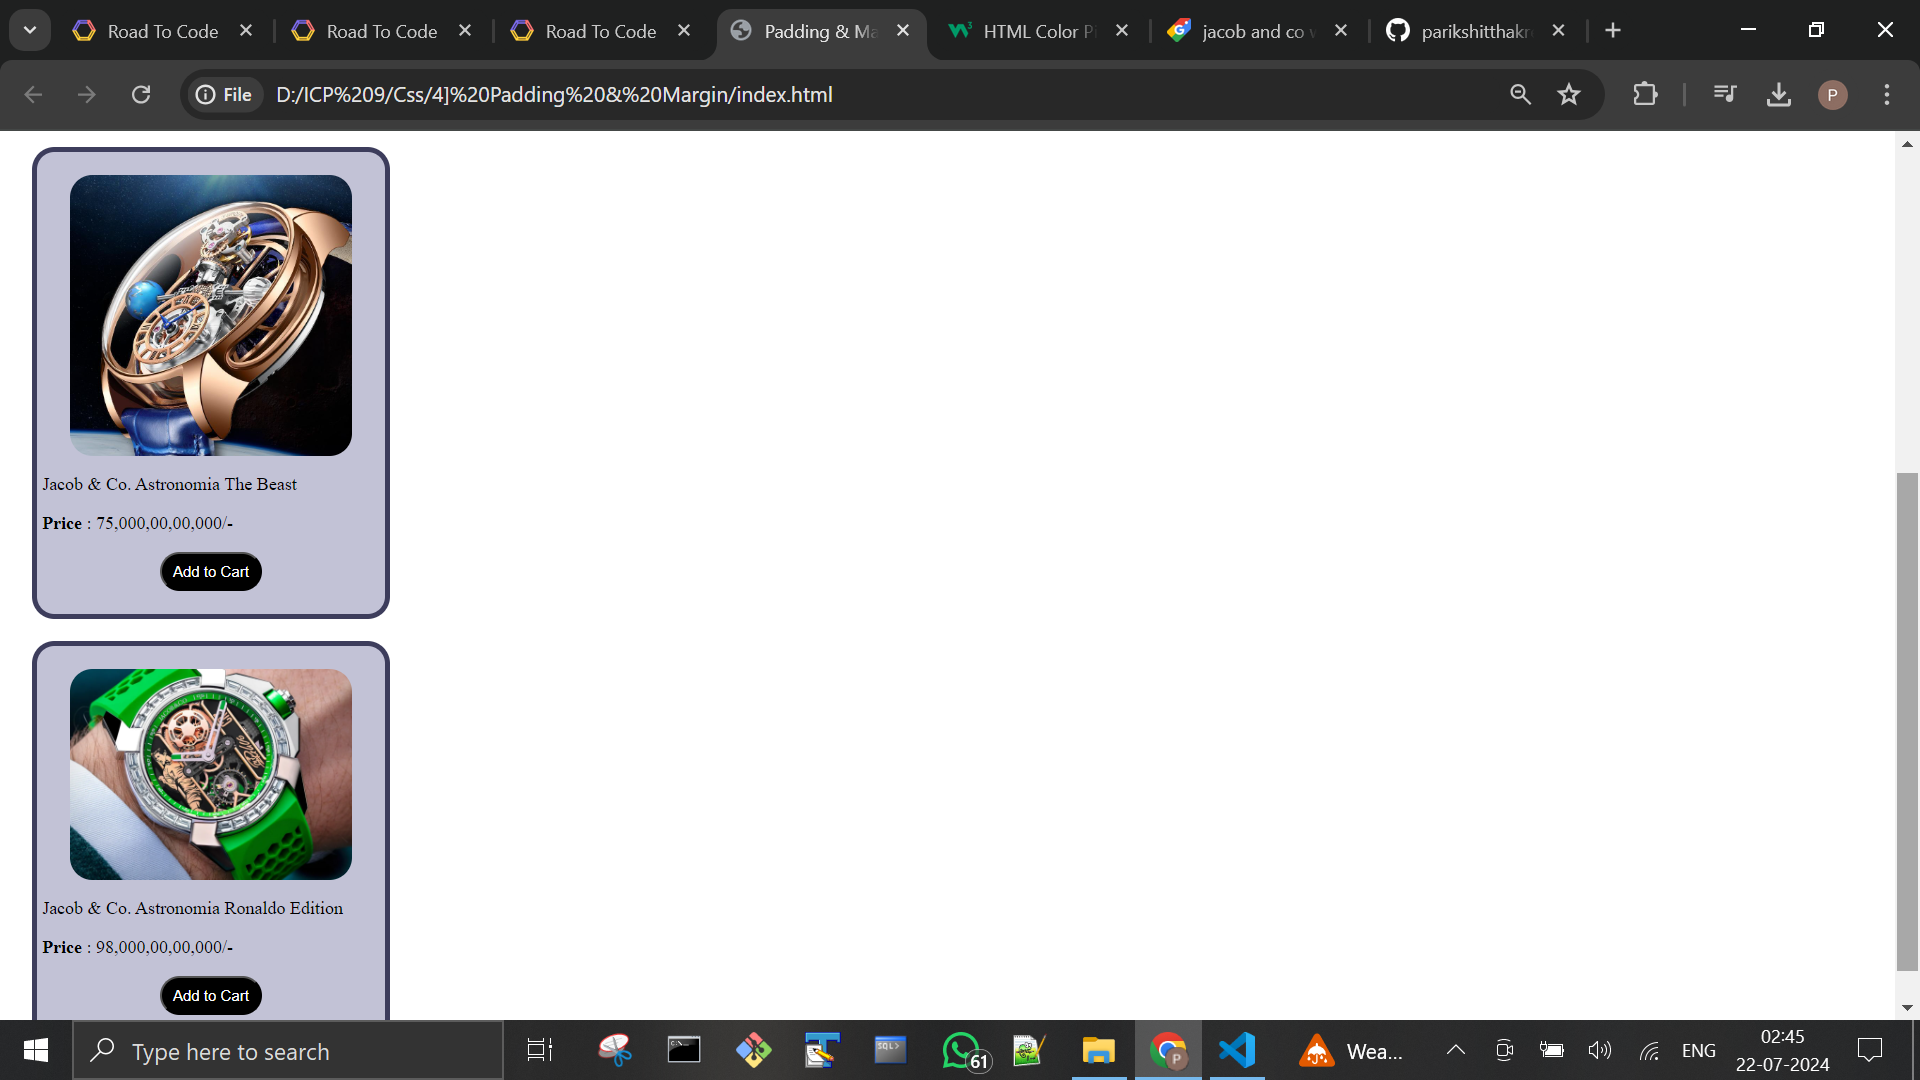 Road To Code
Road To Code
Road To Code
Padding & Ma
HTML Color Pi
jacob and co w
parikshitthakr
File
D:/ICP%209/Css/4]%20Padding%20&%20Margin/index.html
P
Jacob & Co. Astronomia The Beast
Price : 75,000,00,00,000/-
Add to Cart
Jacob & Co. Astronomia Ronaldo Edition
Price : 98,000,00,00,000/-
Add to Cart
Type here to search
SQL>
61
P
Wea...
ENG
02:45
22-07-2024